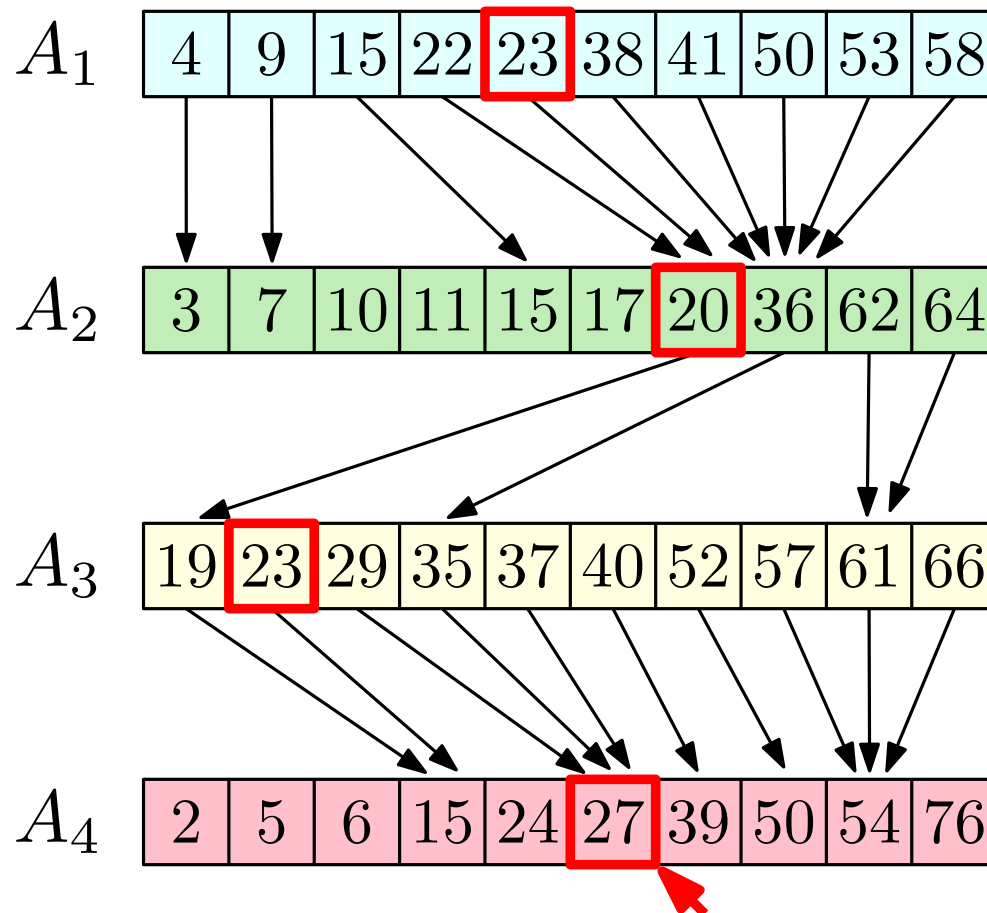 A₁ 4 9 15 22 23 38 41 50 53 58
A₂ 3 7 10 11 15 17 20 36 62 64
A₃ 19 23 29 35 37 40 52 57 61 66
A₄ 2 5 6 15 24 27 39 50 54 76